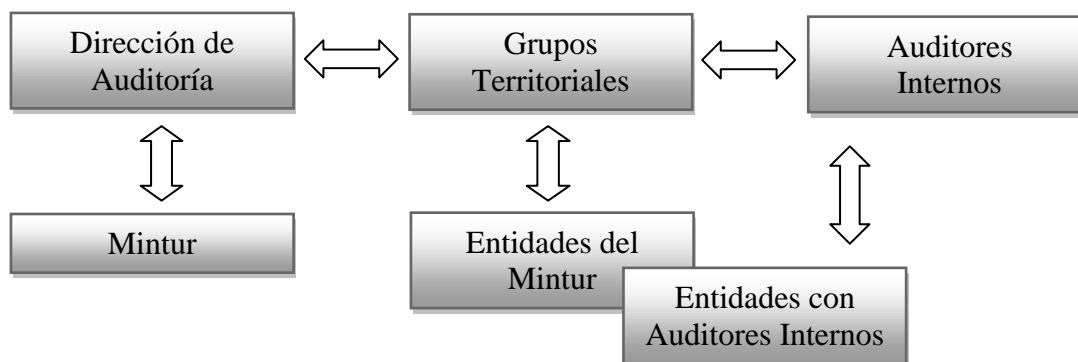 Dirección de
Auditoría
Grupos
Territoriales
Auditores
Internos
Mintur
Entidades del
Mintur
Entidades con
Auditores Internos